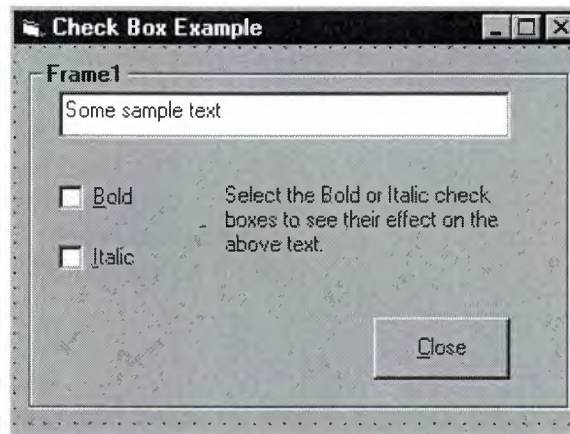 Check Box Example
Frame1
Some sample text
Bold
Italic
Select the Bold or Italic check
boxes to see their effect on the
above text.
Close